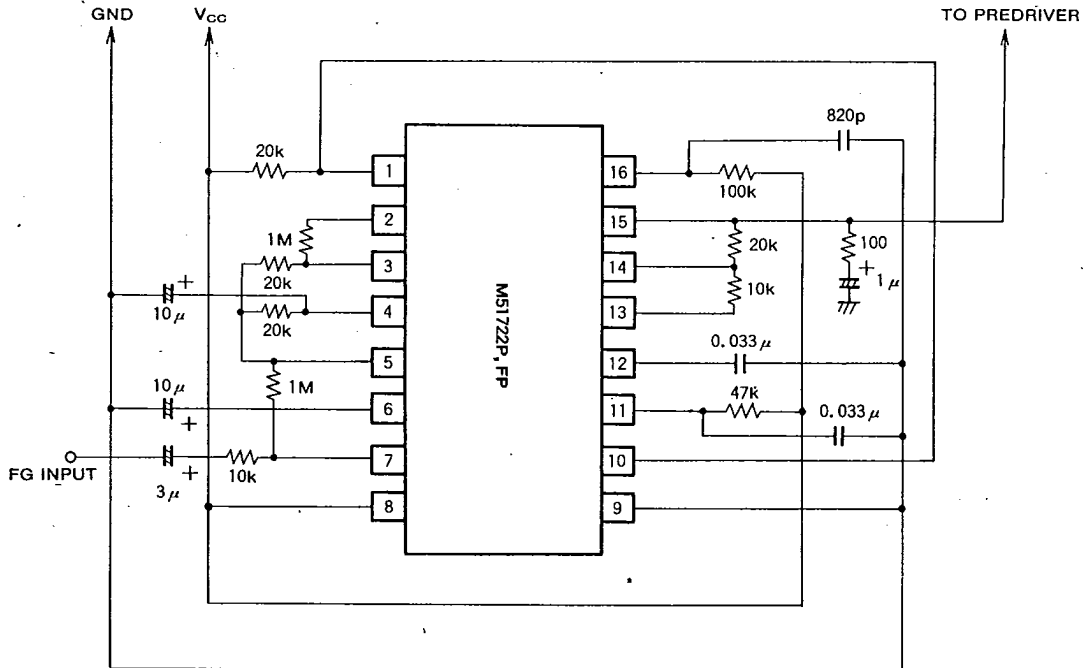 GND
VCC
TO PREDRIVER
820p
20k
1
16
100k
2
15
1M
20k
100
3
14
20k
10k
1μ
10μ
4
13
20k
M51722P, FP
0.033μ
5
12
10μ
1M
47k
6
11
0.033μ
7
10
FG INPUT
3μ
10k
8
9